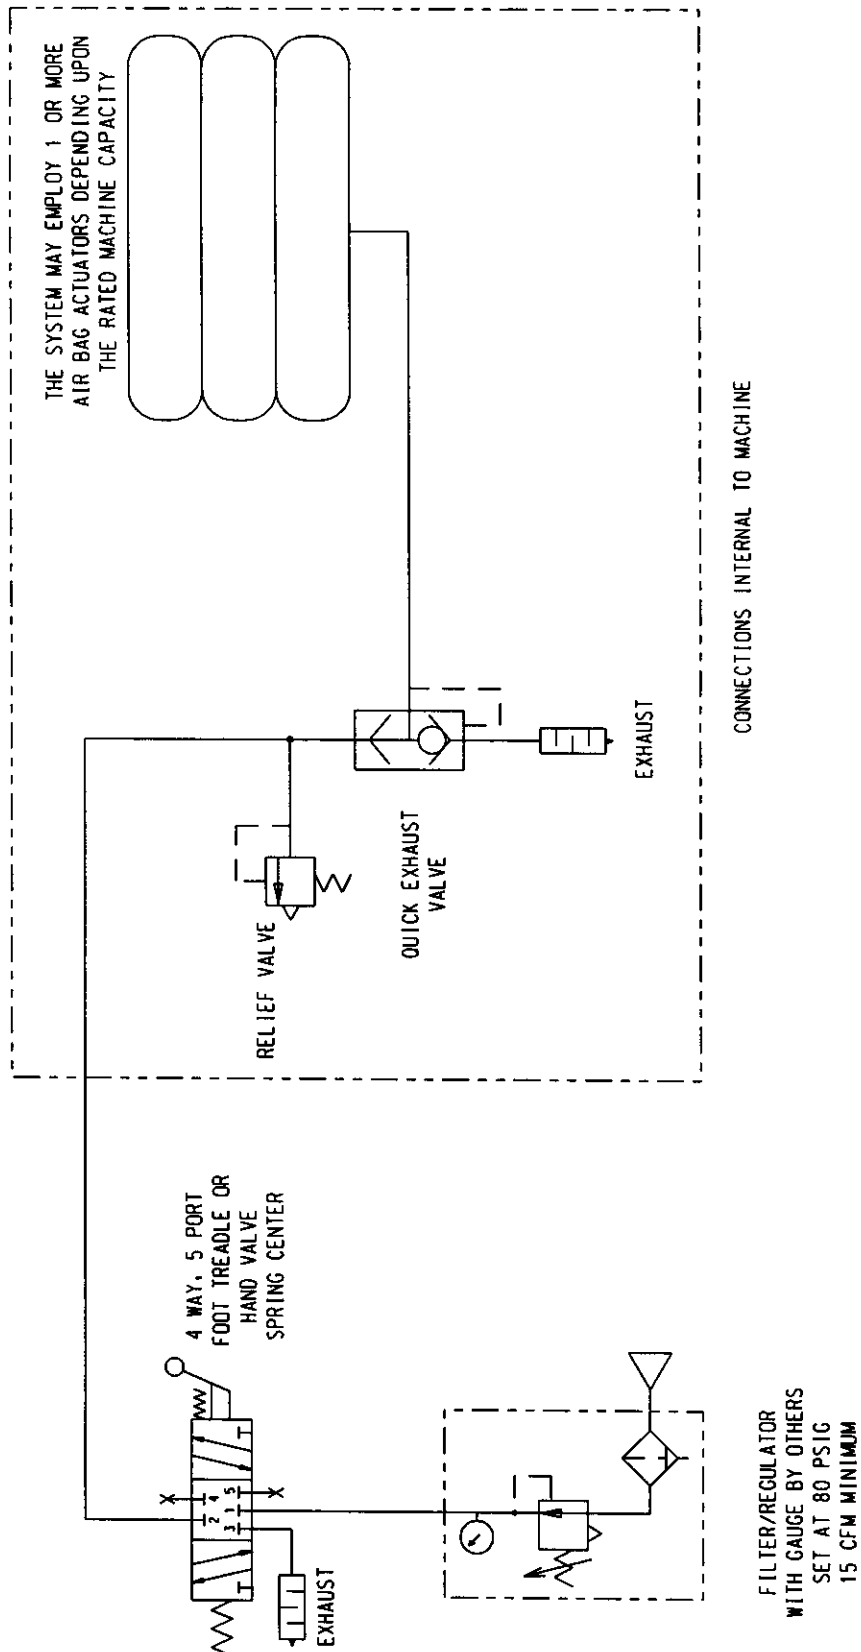 THE SYSTEM MAY EMPLOY 1 OR MORE
AIR BAG ACTUATORS DEPENDING UPON
THE RATED MACHINE CAPACITY
CONNECTIONS INTERNAL TO MACHINE
EXHAUST
QUICK EXHAUST
VALVE
RELIEF VALVE
4 WAY, 5 PORT
FOOT TREADLE OR
HAND VALVE
SPRING CENTER
4
2
5
1
3
EXHAUST
FILTER/REGULATOR
WITH GAUGE BY OTHERS
SET AT 80 PSIG
15 CFM MINIMUM